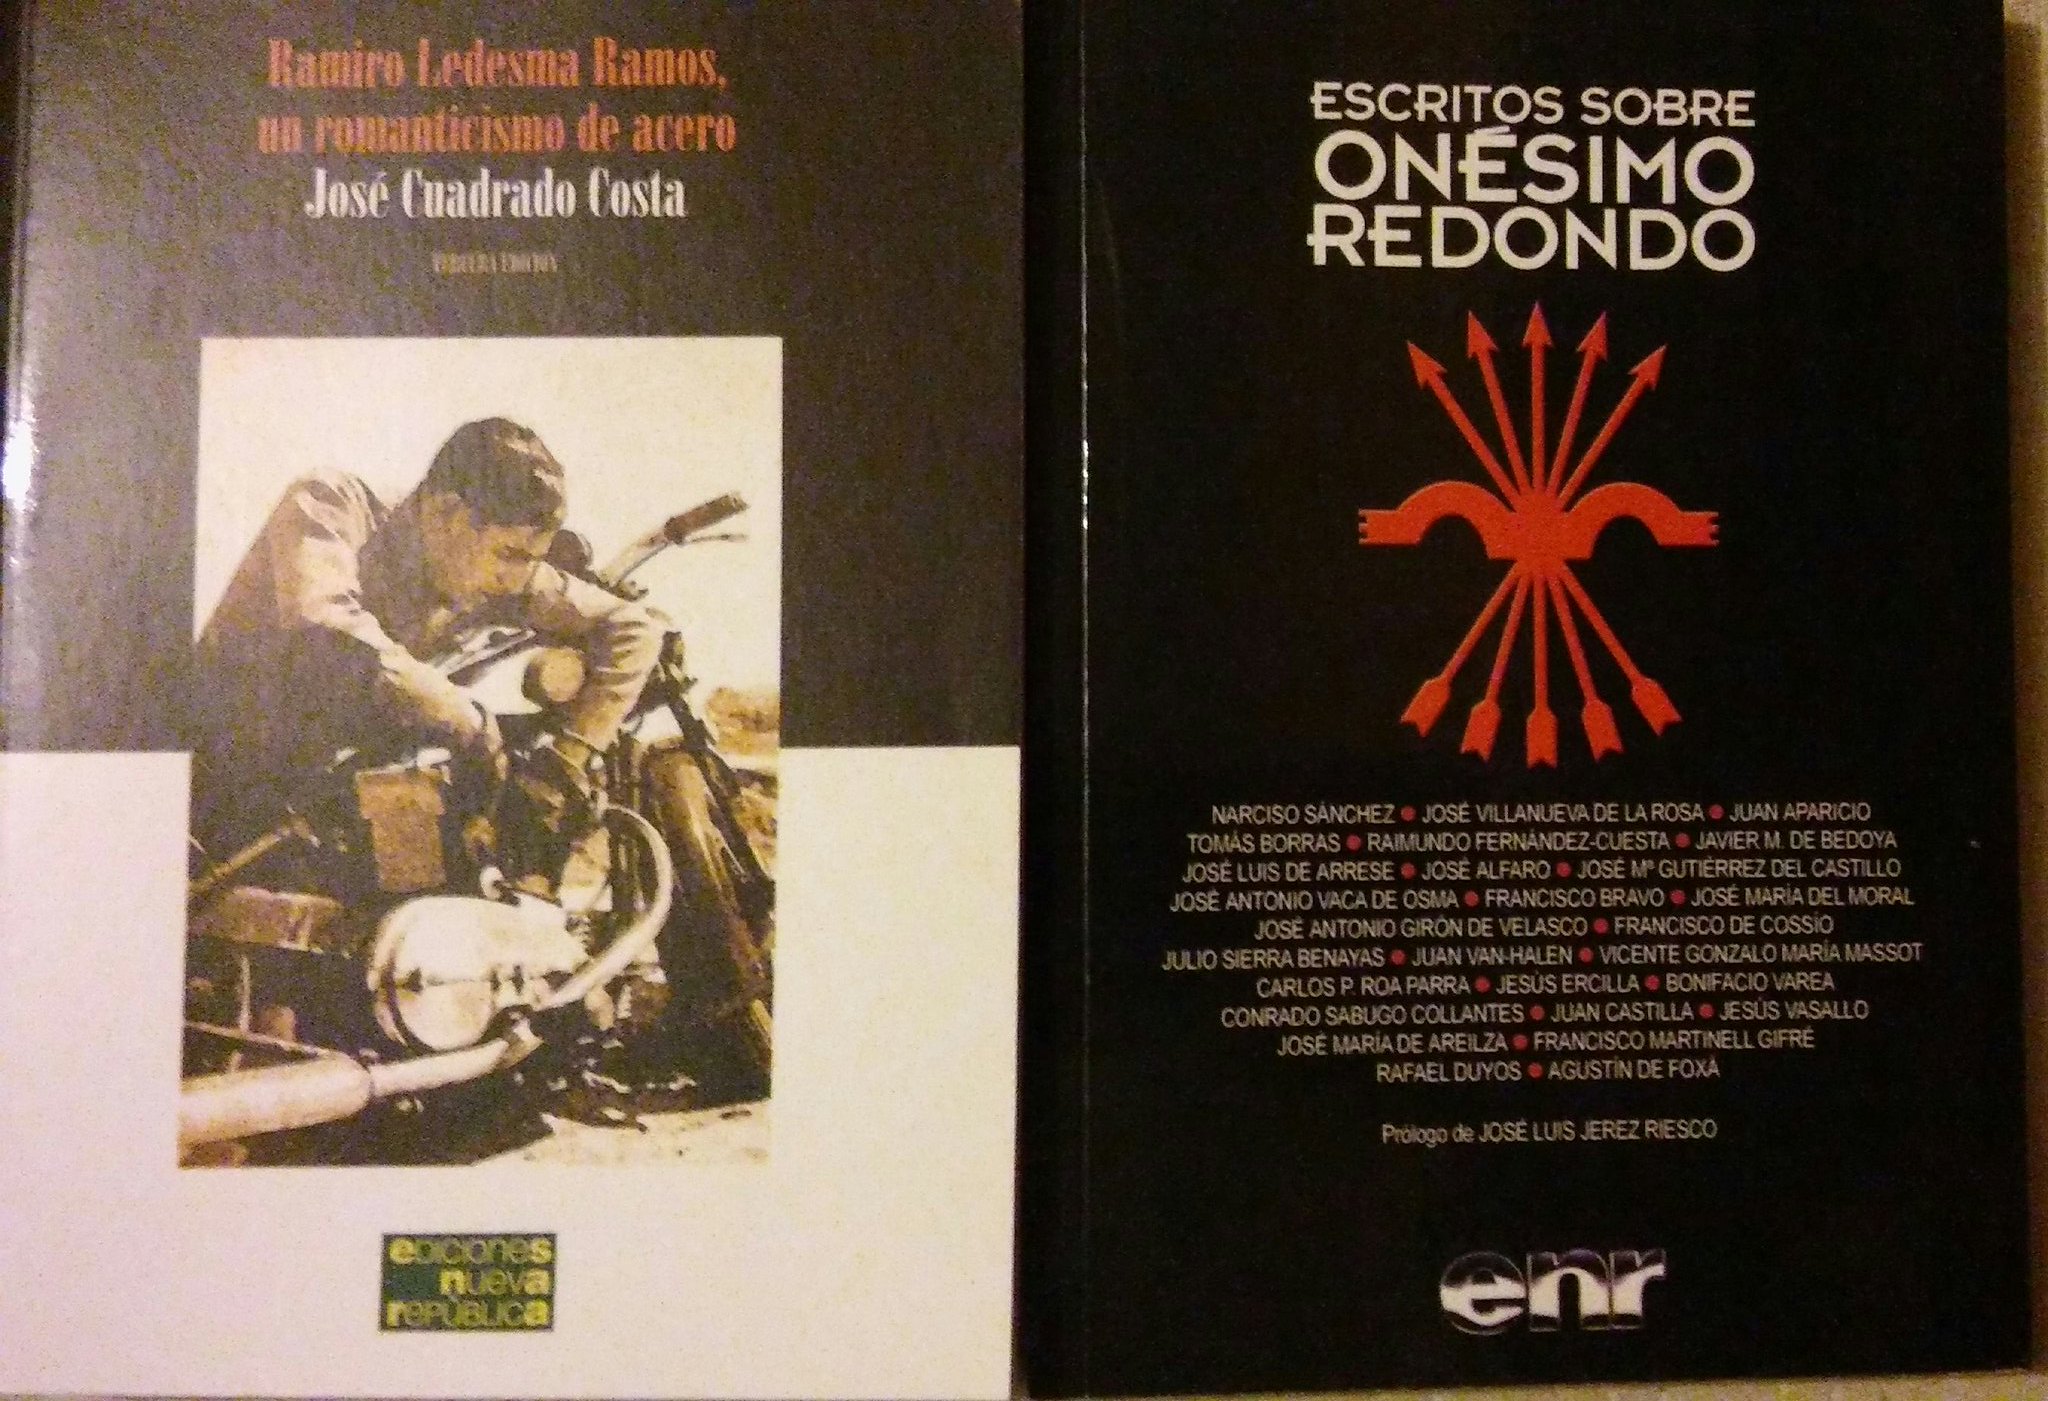 Ramiro Ledesma Ramos,
un romanticismo de acero
José Cuadrado Costa
TERCERA EDICIÓN
ediciones
nueva
rePÚBLICA
ESCRITOS SOBRE
ONÉSIMO
REDONDO
NARCISO SÁNCHEZ • JOSÉ VILLANUEVA DE LA ROSA • JUAN APARICIO
TOMÁS BORRAS • RAIMUNDO FERNÁNDEZ-CUESTA • JAVIER M. DE BEDOYA
JOSÉ LUIS DE ARRESE • JOSÉ ALFARO • JOSÉ Mª GUTIÉRREZ DEL CASTILLO
JOSÉ ANTONIO VACA DE OSMA • FRANCISCO BRAVO • JOSÉ MARÍA DEL MORAL
JOSÉ ANTONIO GIRÓN DE VELASCO • FRANCISCO DE COSSÍO
JULIO SIERRA BENAYAS • JUAN VAN-HALEN • VICENTE GONZALO MARÍA MASSOT
CARLOS P. ROA PARRA • JESÚS ERCILLA • BONIFACIO VAREA
CONRADO SABUGO COLLANTES • JUAN CASTILLA • JESÚS VASALLO
JOSÉ MARÍA DE AREILZA • FRANCISCO MARTINELL GIFRÉ
RAFAEL DUYOS • AGUSTÍN DE FOXÁ
Prólogo de JOSÉ LUIS JEREZ RIESCO
enr